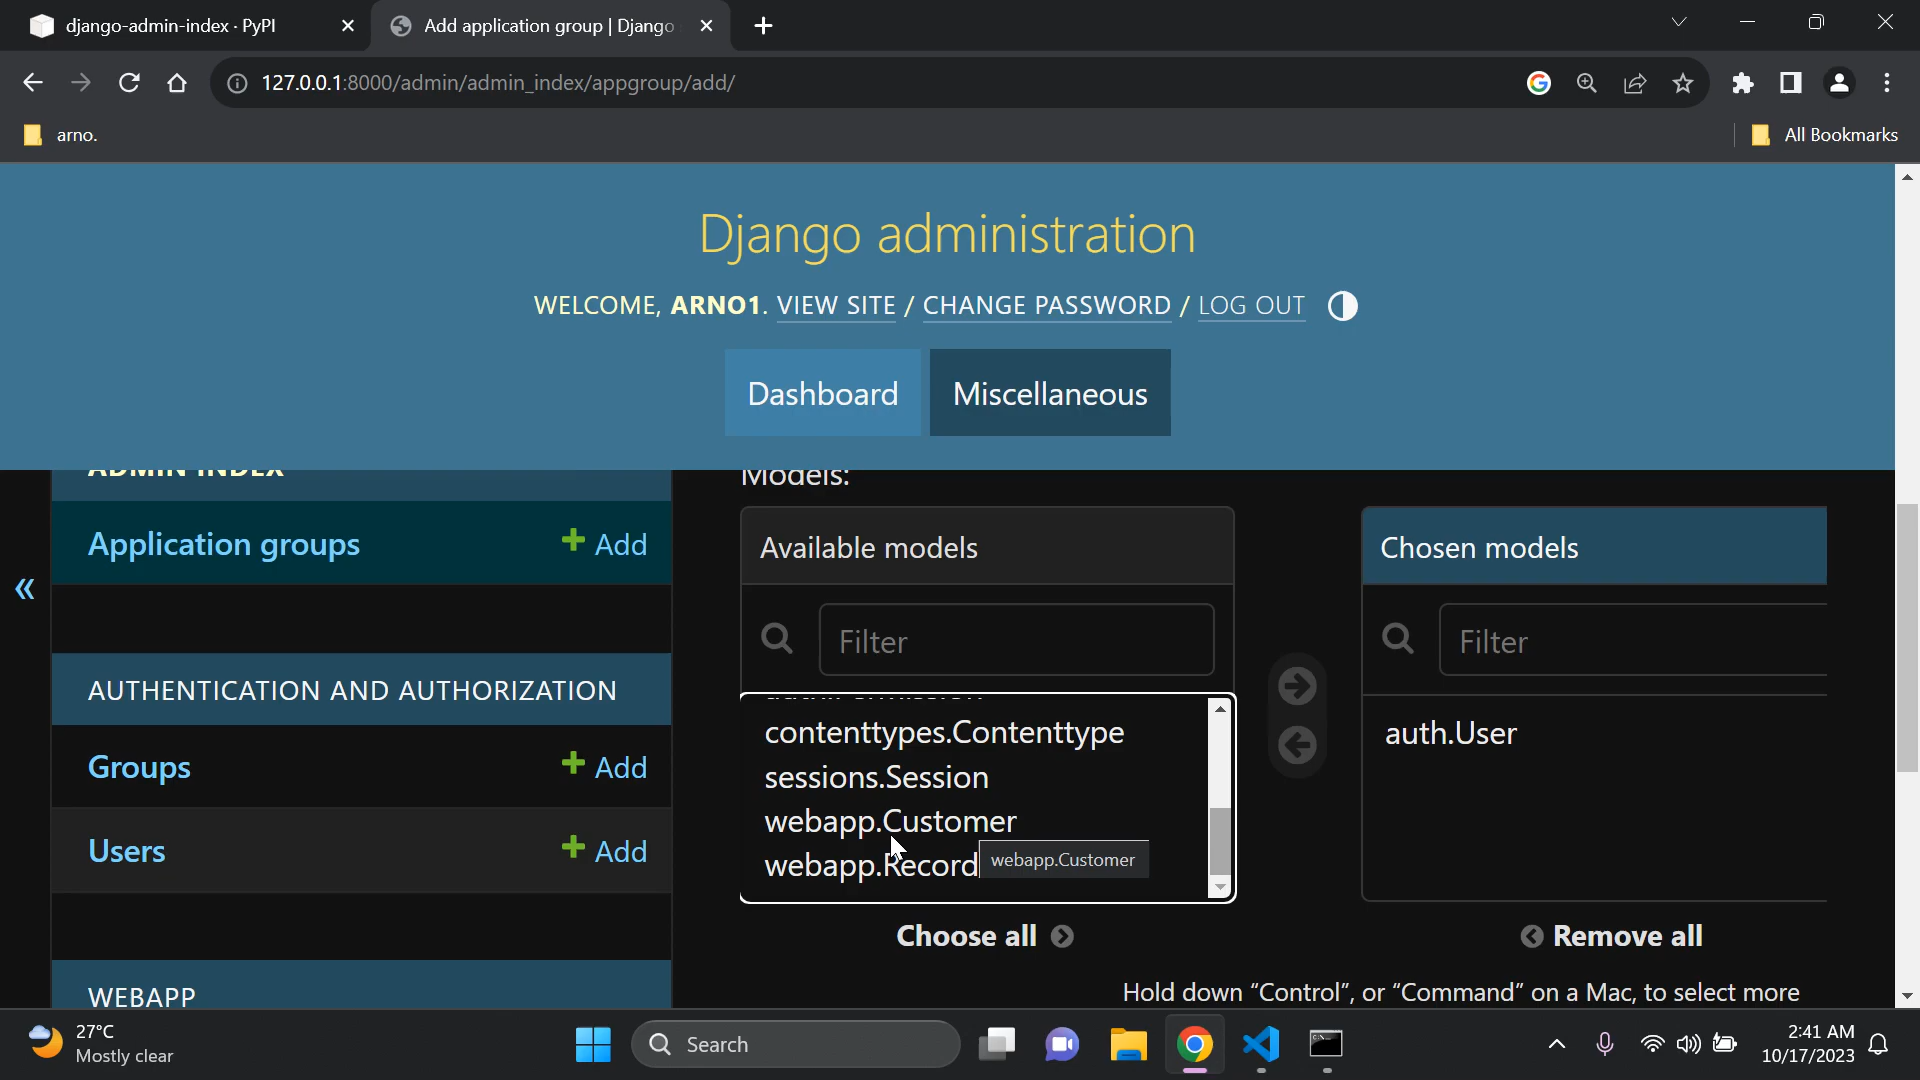 django-admin-index · PyPI
Add application group | Django
127.0.0.1:8000/admin/admin_index/appgroup/add/
arno.
All Bookmarks
Django administration
WELCOME, ARNO1. VIEW SITE / CHANGE PASSWORD / LOG OUT
Dashboard
Miscellaneous
ADMIN INDEX
Application groups
Add
AUTHENTICATION AND AUTHORIZATION
Groups
Add
Users
Add
WEBAPP
Models:
Available models
Filter
contenttypes.Contenttype
sessions.Session
webapp.Customer
webapp.Record
webapp.Customer
Choose all
Chosen models
Filter
auth.User
Remove all
Hold down “Control”, or “Command” on a Mac, to select more
27°C
Mostly clear
Search
2:41 AM
10/17/2023